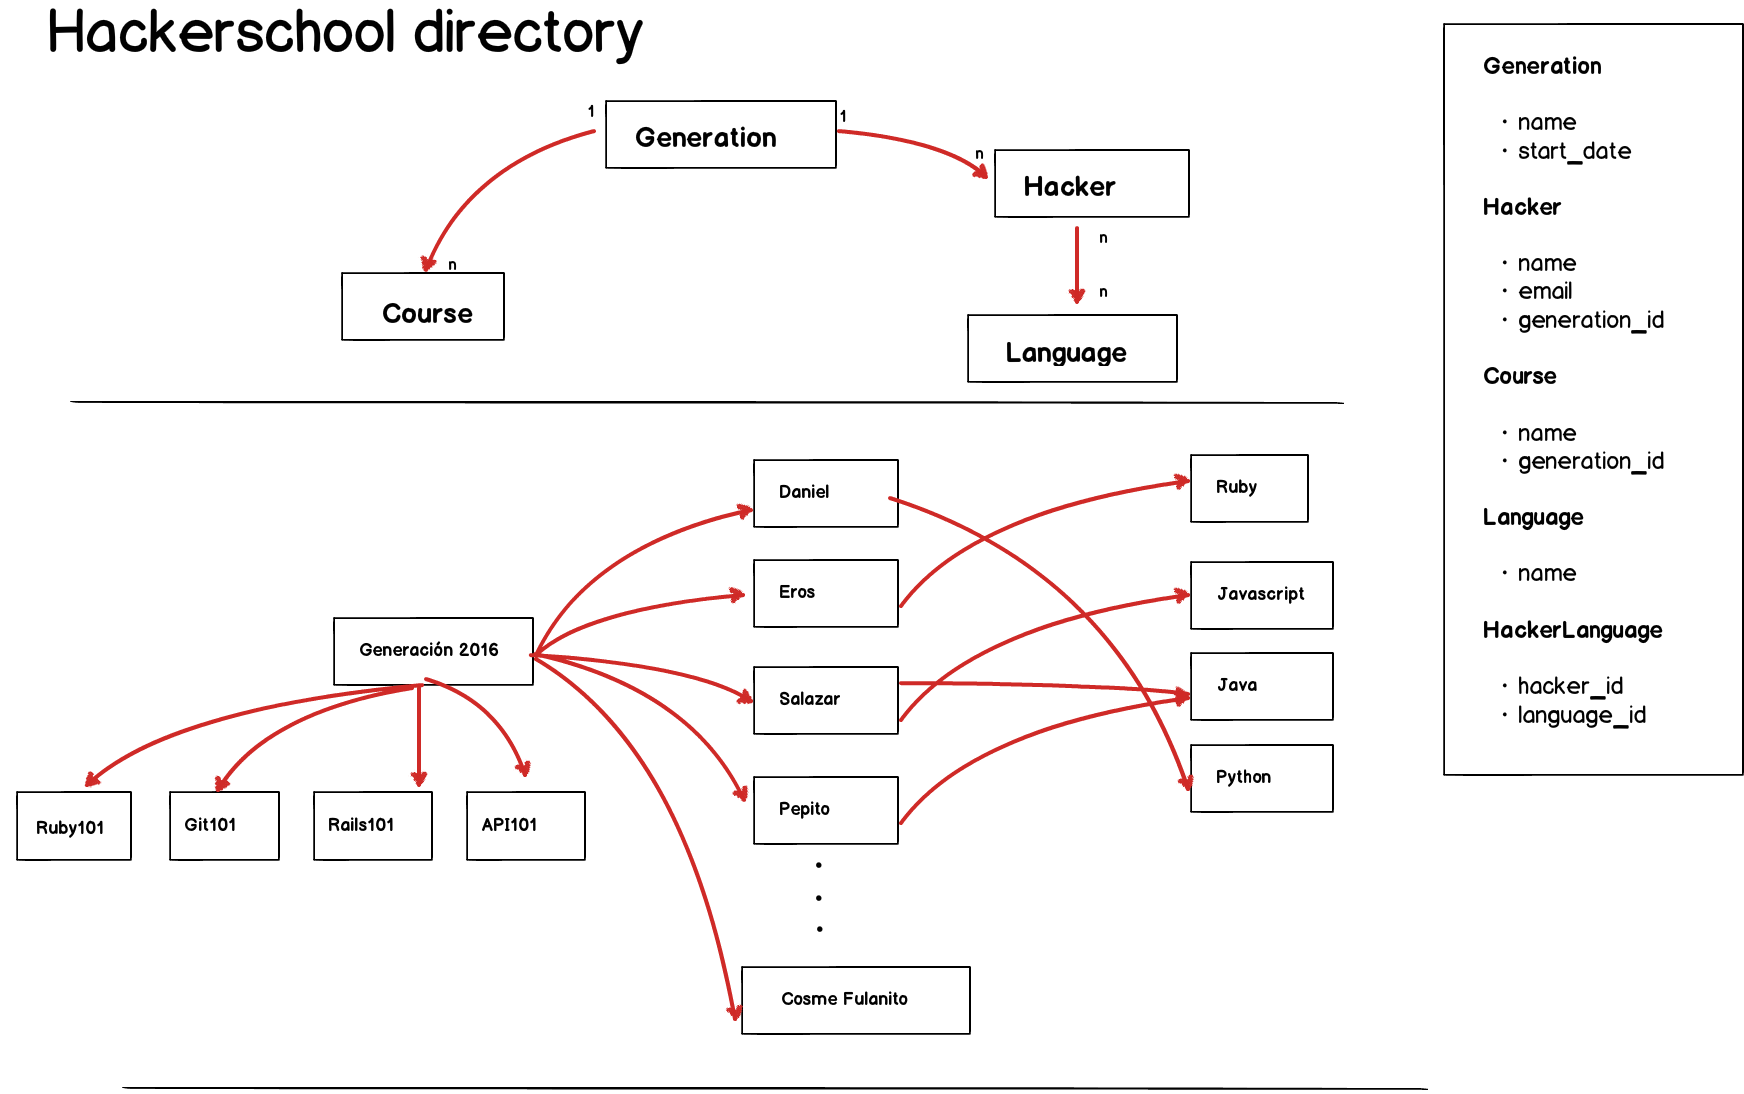 Hackerschool directory
1
Generation
1
n
Hacker
n
n
n
Course
Language
Daniel
Eros
Salazar
Pepito
Cosme Fulanito
Ruby
Javascript
Java
Python
Generación 2016
Ruby101
Git101
Rails101
API101
Generation
· name
· start_date
Hacker
· name
· email
· generation_id
Course
· name
· generation_id
Language
· name
HackerLanguage
· hacker_id
· language_id